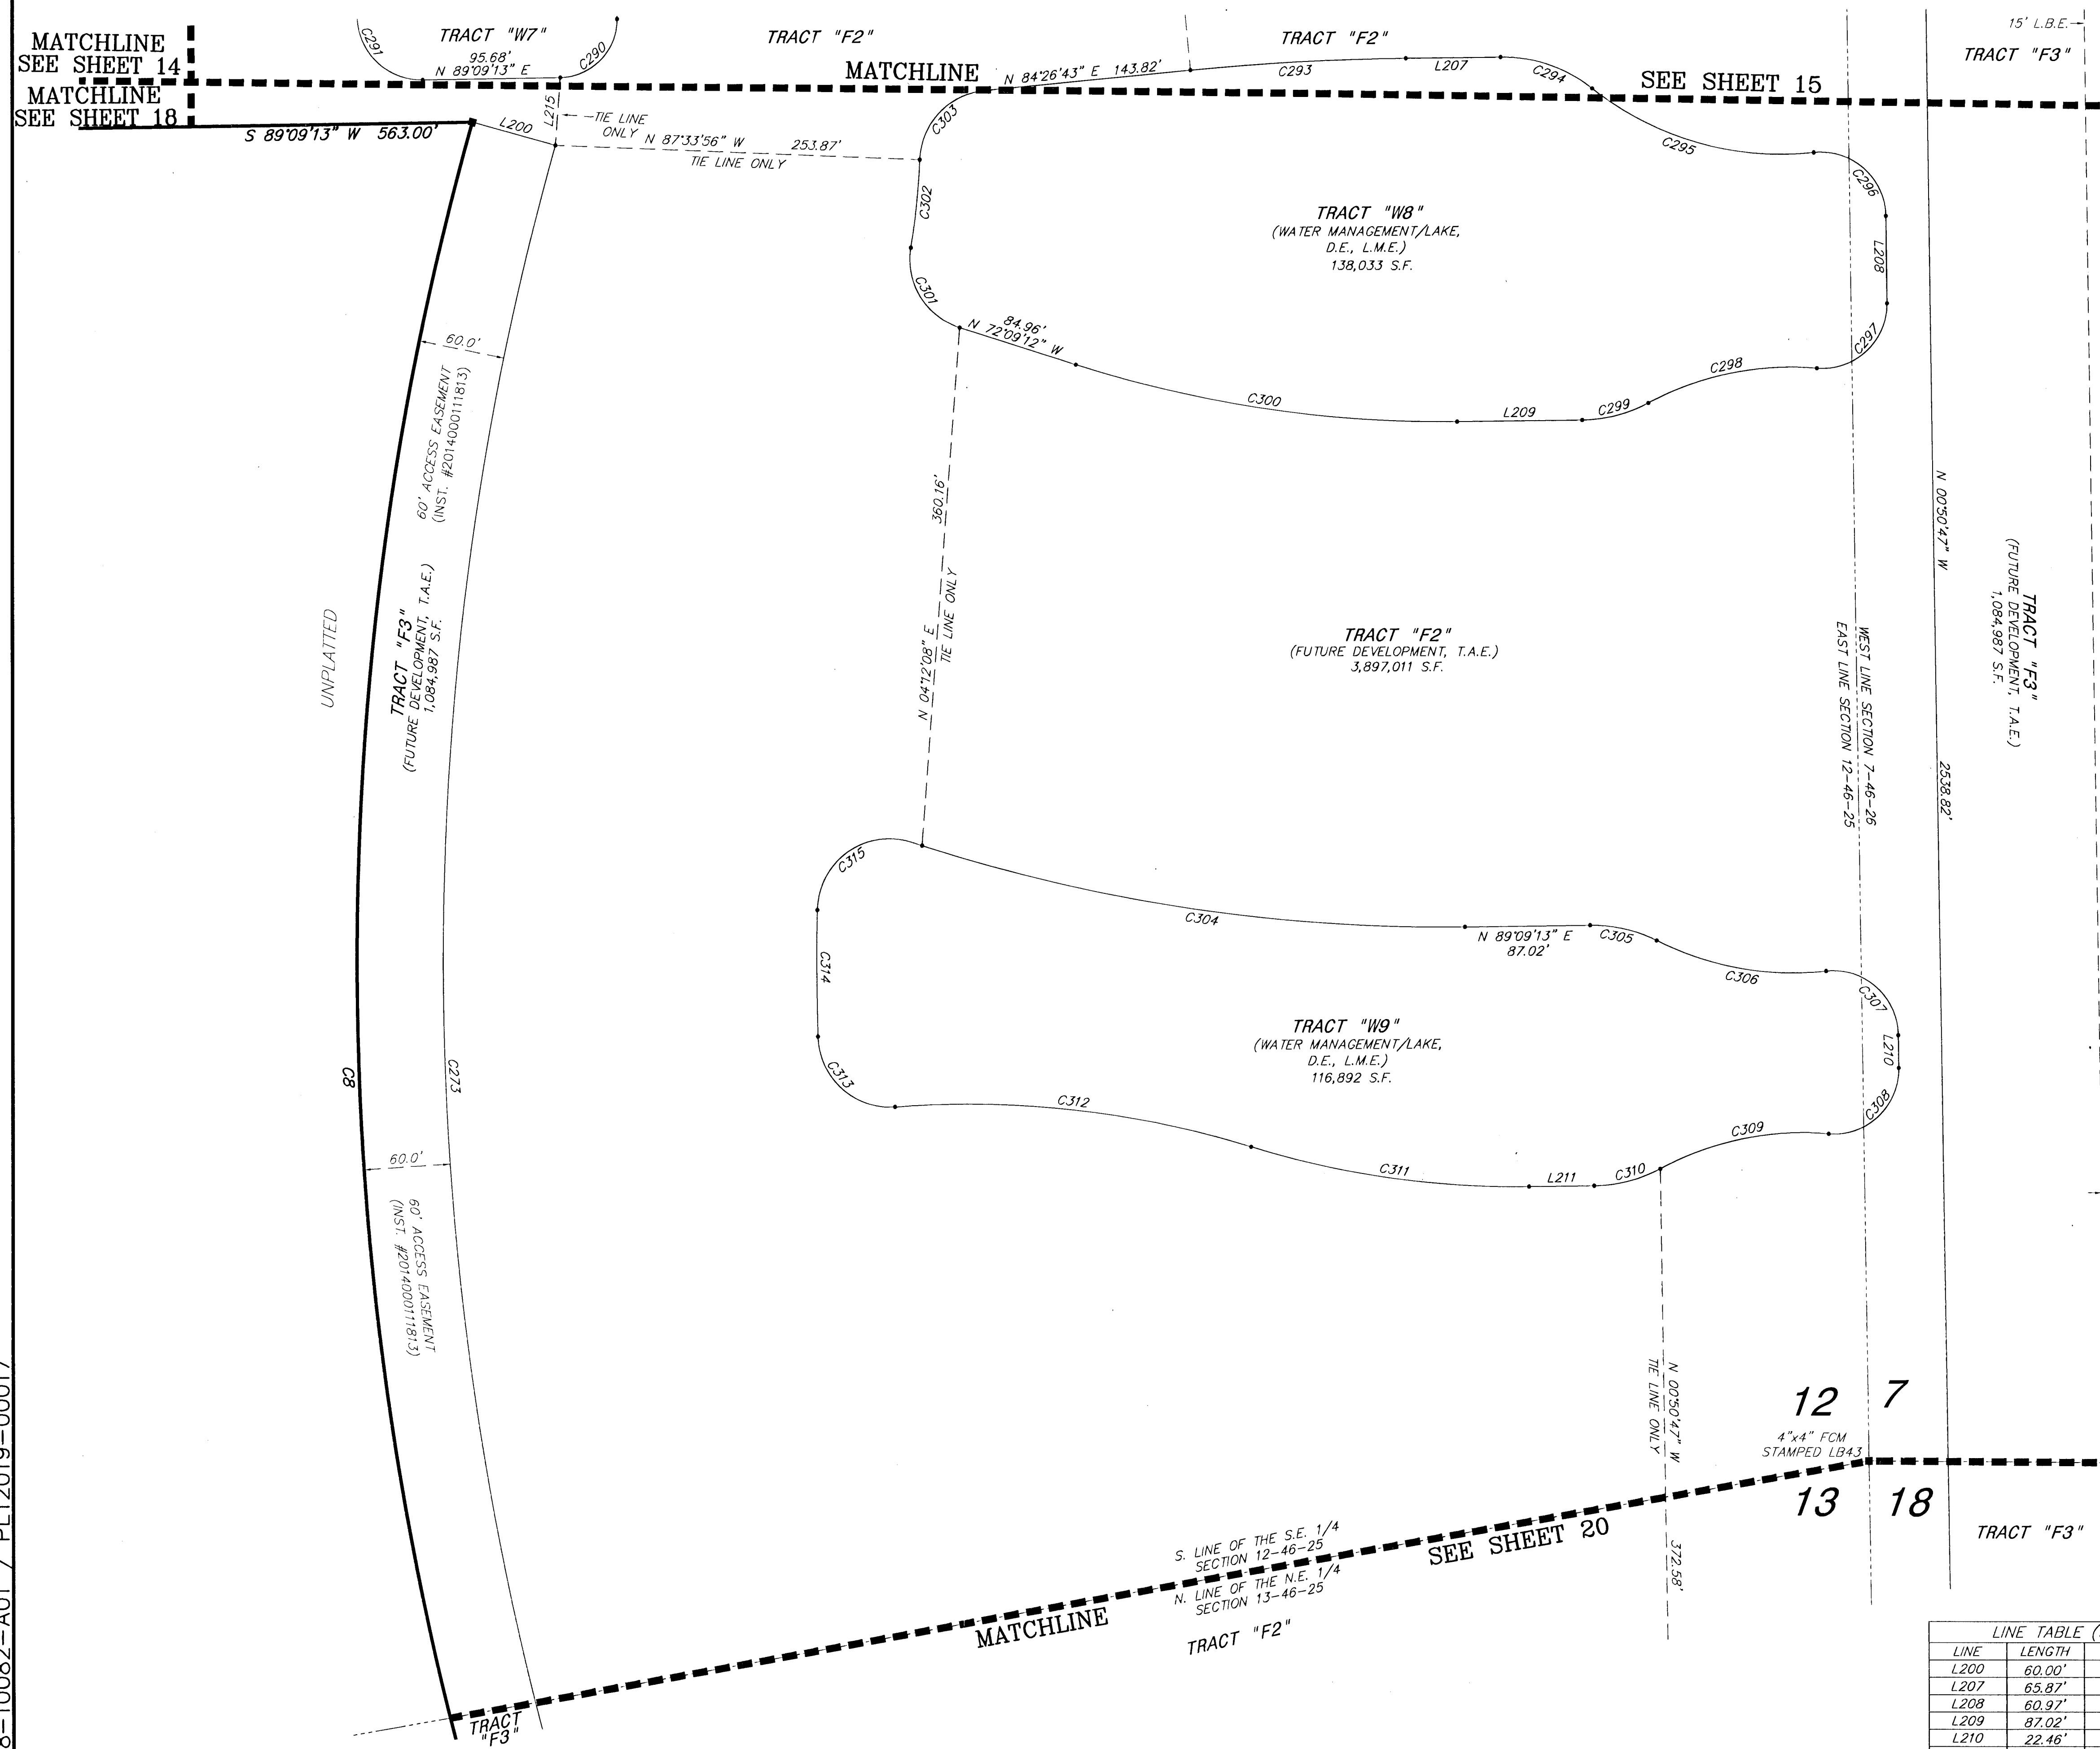 MATCHLINE
SEE SHEET 14
MATCHLINE
SEE SHEET 18
S 89°09'13" W 563.00'
C291
TRACT "W7"
95.68'
N 89°09'13" E
C290
L215
L200
TIE LINE
ONLY
N 87°33'56" W 253.87'
TIE LINE ONLY
TRACT "F2"
MATCHLINE
N 84°26'43" E 143.82'
TRACT "F2"
C293
L207
C294
SEE SHEET 15
15' L.B.E.
TRACT "F3"
C303
C302
C301
C295
C296
L208
C297
C298
C299
L209
C300
84.96'
N 72°09'12" W
TRACT "W8"
(WATER MANAGEMENT/LAKE,
D.E., L.M.E.)
138,033 S.F.
60.0'
60' ACCESS EASEMENT
(INST. #2014000111813)
TRACT "F3"
(FUTURE DEVELOPMENT, T.A.E.)
1,084,987 S.F.
UNPLATTED
N 04°12'08" E 360.16'
TIE LINE ONLY
TRACT "F2"
(FUTURE DEVELOPMENT, T.A.E.)
3,897,011 S.F.
WEST LINE SECTION 7-46-26
EAST LINE SECTION 12-46-25
N 00°50'47" W 2538.82'
TRACT "F3"
(FUTURE DEVELOPMENT, T.A.E.)
1,084,987 S.F.
C315
C304
N 89°09'13" E
87.02'
C305
C306
C307
L210
C308
C309
C310
L211
C311
C312
C313
C314
TRACT "W9"
(WATER MANAGEMENT/LAKE,
D.E., L.M.E.)
116,892 S.F.
C8
C273
60.0'
60' ACCESS EASEMENT
(INST. #2014000111813)
N 00°50'47" W 372.58'
TIE LINE ONLY
12
7
4"x4" FCM
STAMPED LB43
13
18
TRACT "F3"
S. LINE OF THE S.E. 1/4
SECTION 12-46-25
N. LINE OF THE N.E. 1/4
SECTION 13-46-25
SEE SHEET 20
MATCHLINE
TRACT "F2"
TRACT
"F3"
LINE TABLE (
LINE LENGTH
L200 60.00'
L207 65.87'
L208 60.97'
L209 87.02'
L210 22.46'